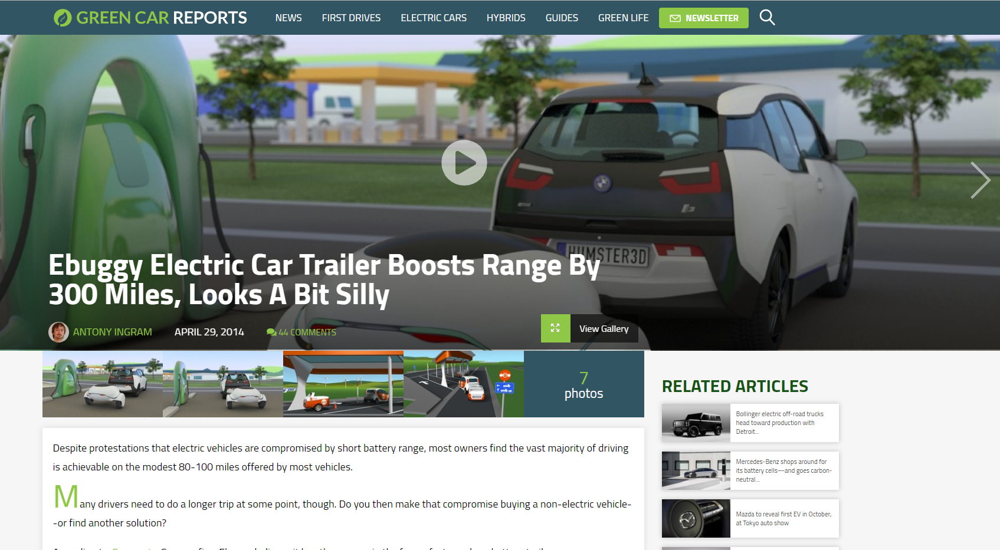 GREEN CAR REPORTS
NEWS
FIRST DRIVES
ELECTRIC CARS
HYBRIDS
GUIDES
GREEN LIFE
NEWSLETTER
HUMSTER3D
i3
Ebuggy Electric Car Trailer Boosts Range By
300 Miles, Looks A Bit Silly
ANTONY INGRAM
APRIL 29, 2014
44 COMMENTS
View Gallery
7
photos
Despite protestations that electric vehicles are compromised by short battery range, most owners find the vast majority of driving
is achievable on the modest 80-100 miles offered by most vehicles.
Many drivers need to do a longer trip at some point, though. Do you then make that compromise buying a non-electric vehicle-
-or find another solution?
RELATED ARTICLES
Bollinger electric off-road trucks
head toward production with
Detroit...
Mercedes-Benz shops around for
its battery cells—and goes carbon-
neutral...
Mazda to reveal first EV in October,
at Tokyo auto show